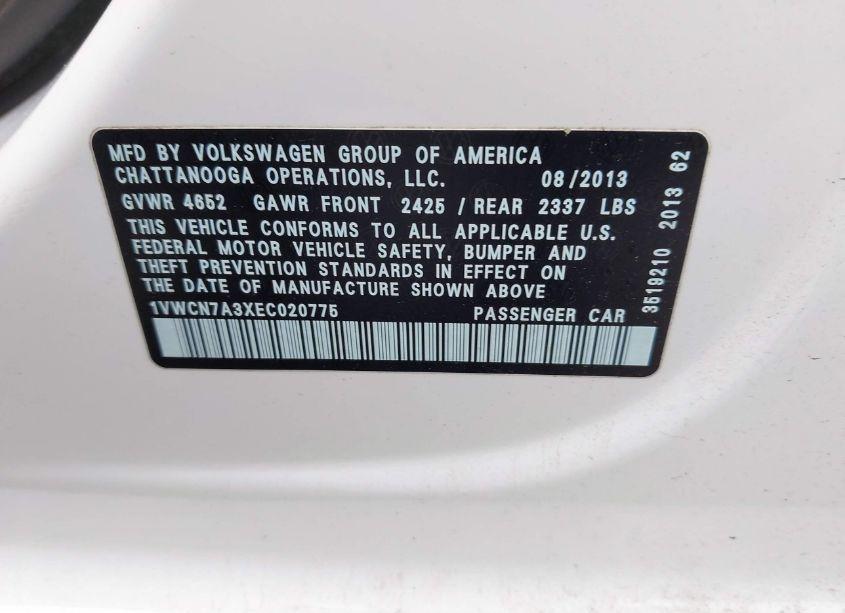 MFD BY VOLKSWAGEN GROUP OF AMERICA
CHATTANOOGA OPERATIONS, LLC. 08/2013
GVWR 4652 GAWR FRONT 2425 / REAR 2337 LBS
THIS VEHICLE CONFORMS TO ALL APPLICABLE U.S.
FEDERAL MOTOR VEHICLE SAFETY, BUMPER AND
THEFT PREVENTION STANDARDS IN EFFECT ON
THE DATE OF MANUFACTURE SHOWN ABOVE
1VWCN7A3XEC020775 PASSENGER CAR
3519210 2013 62